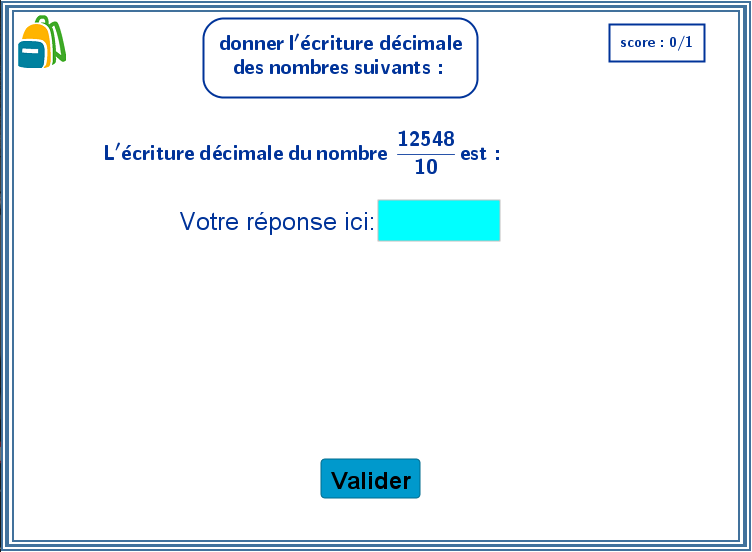 donner l'écriture décimale
des nombres suivants :
score : 0/1
L'écriture décimale du nombre 12548/10 est :
Votre réponse ici:
Valider